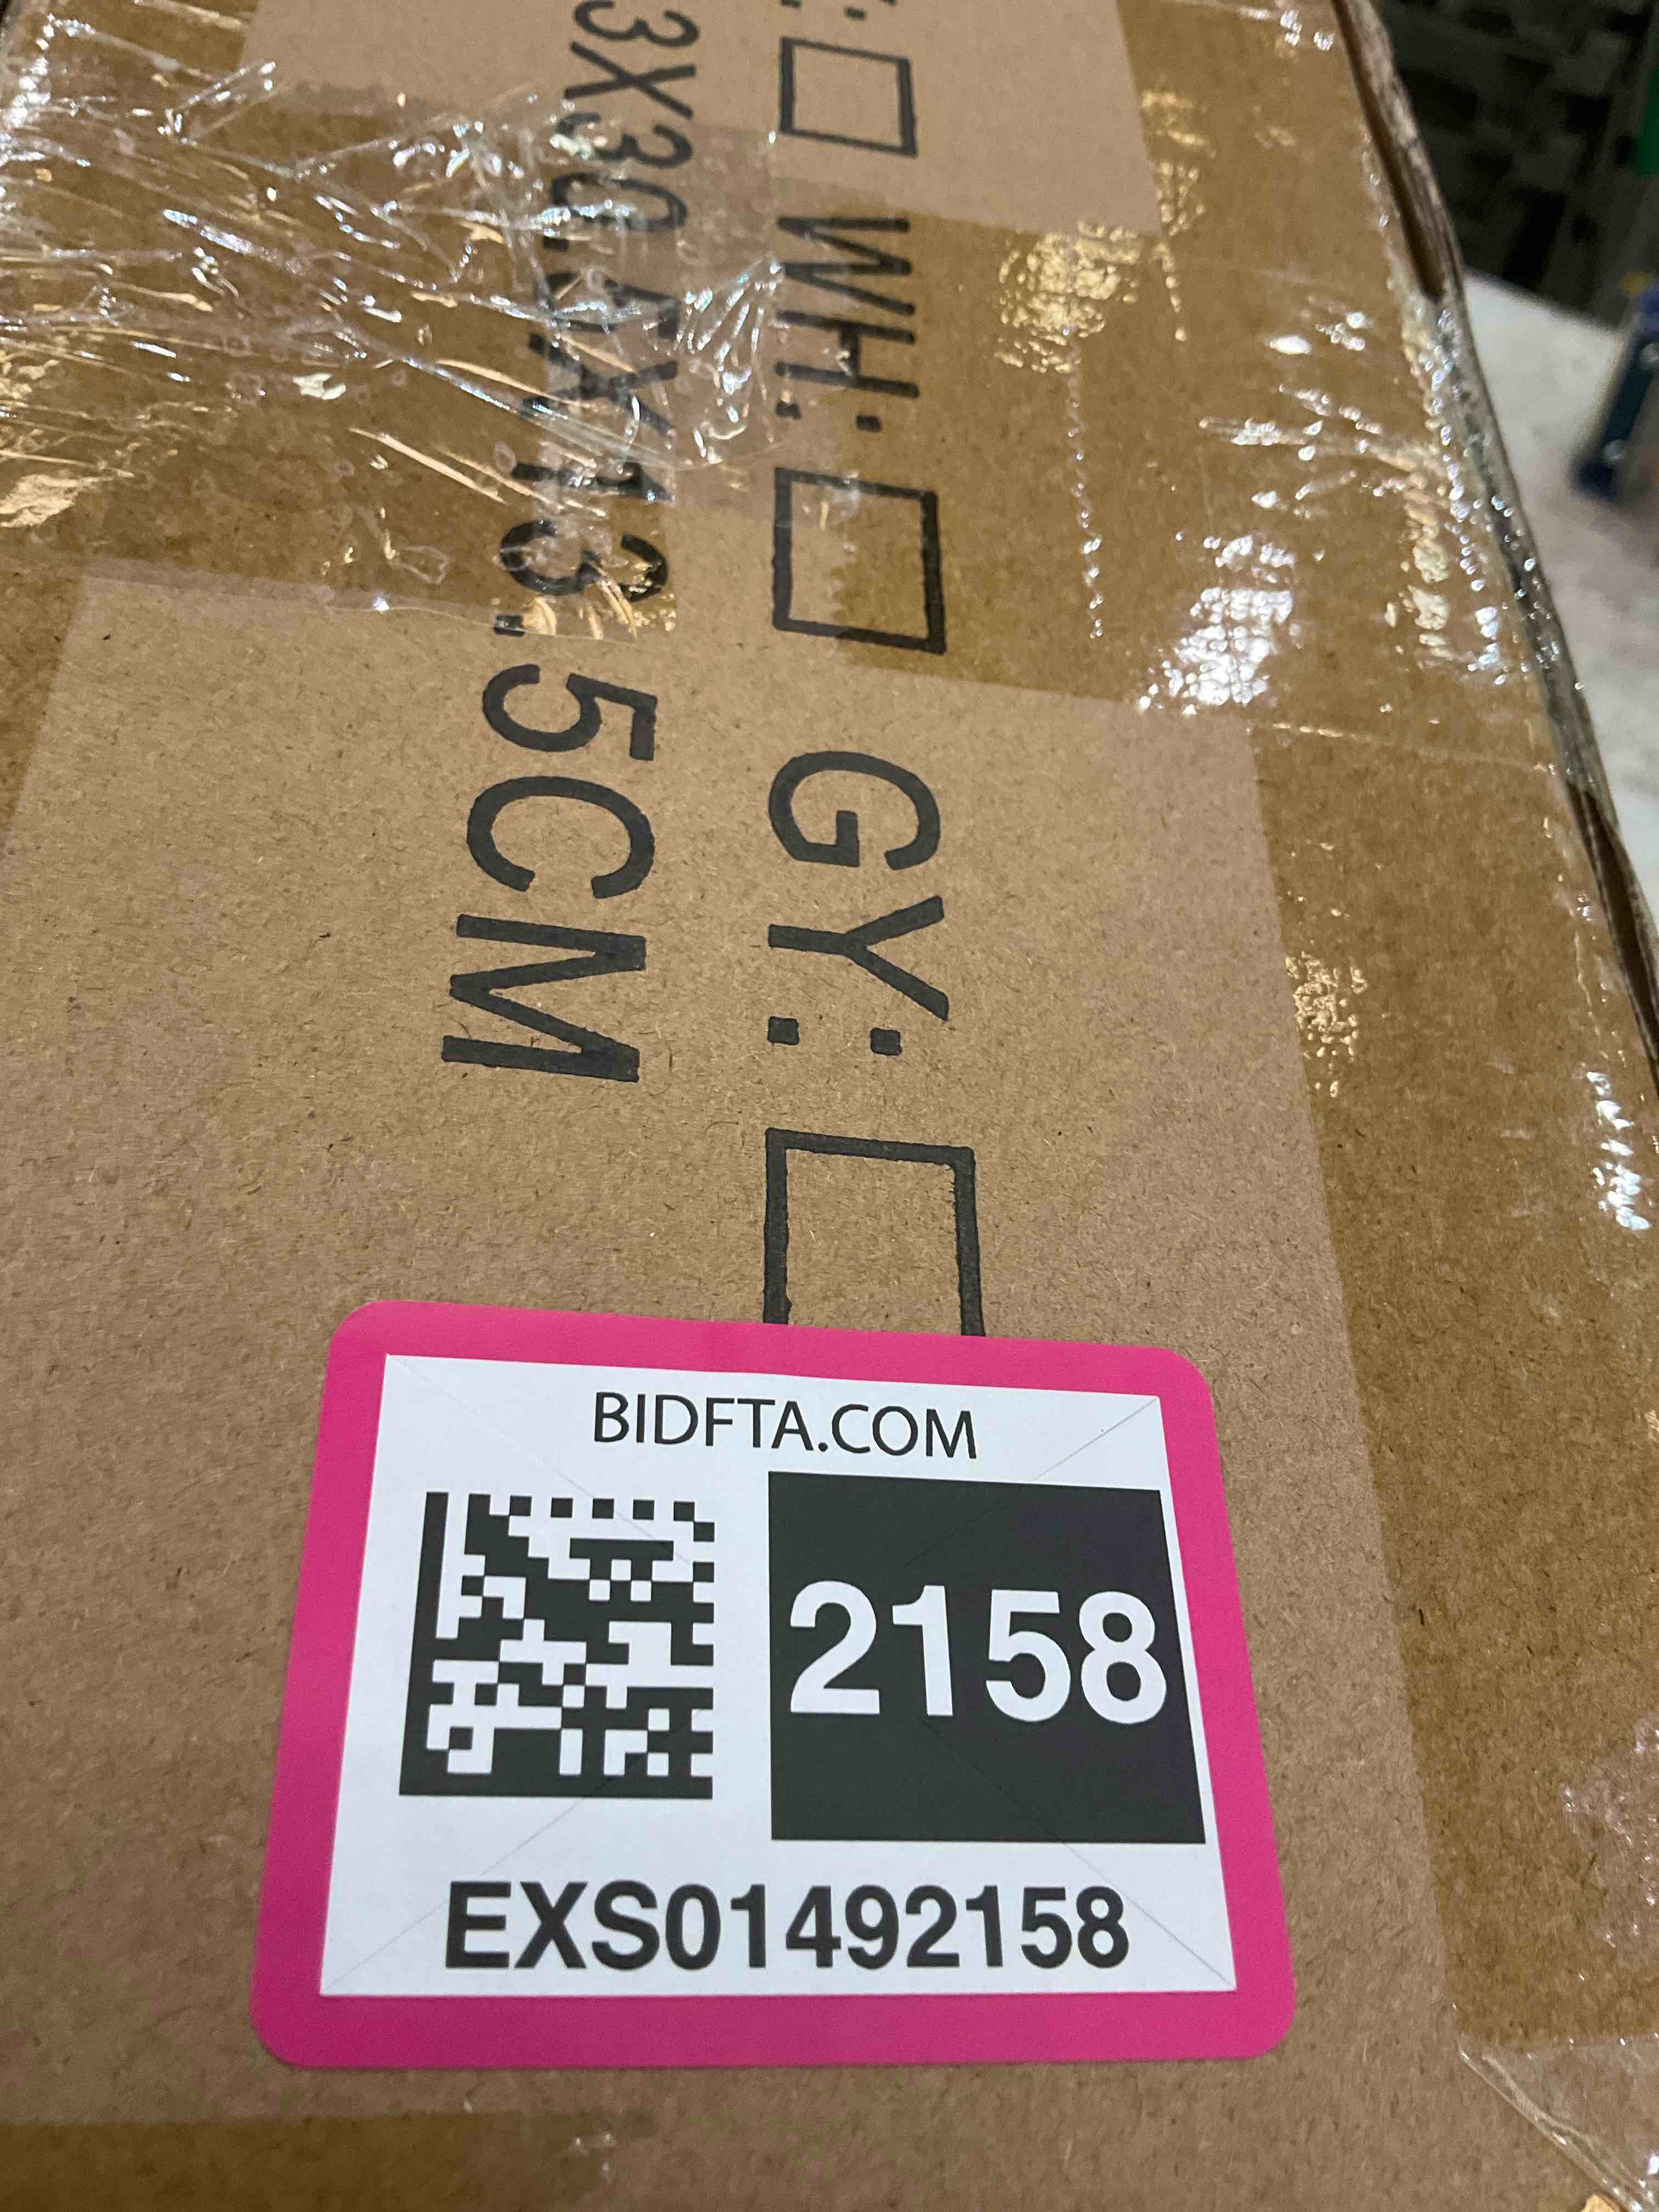 WH: GY:
3X30.5X13.5CM
BIDFTA.COM
2158
EXS01492158